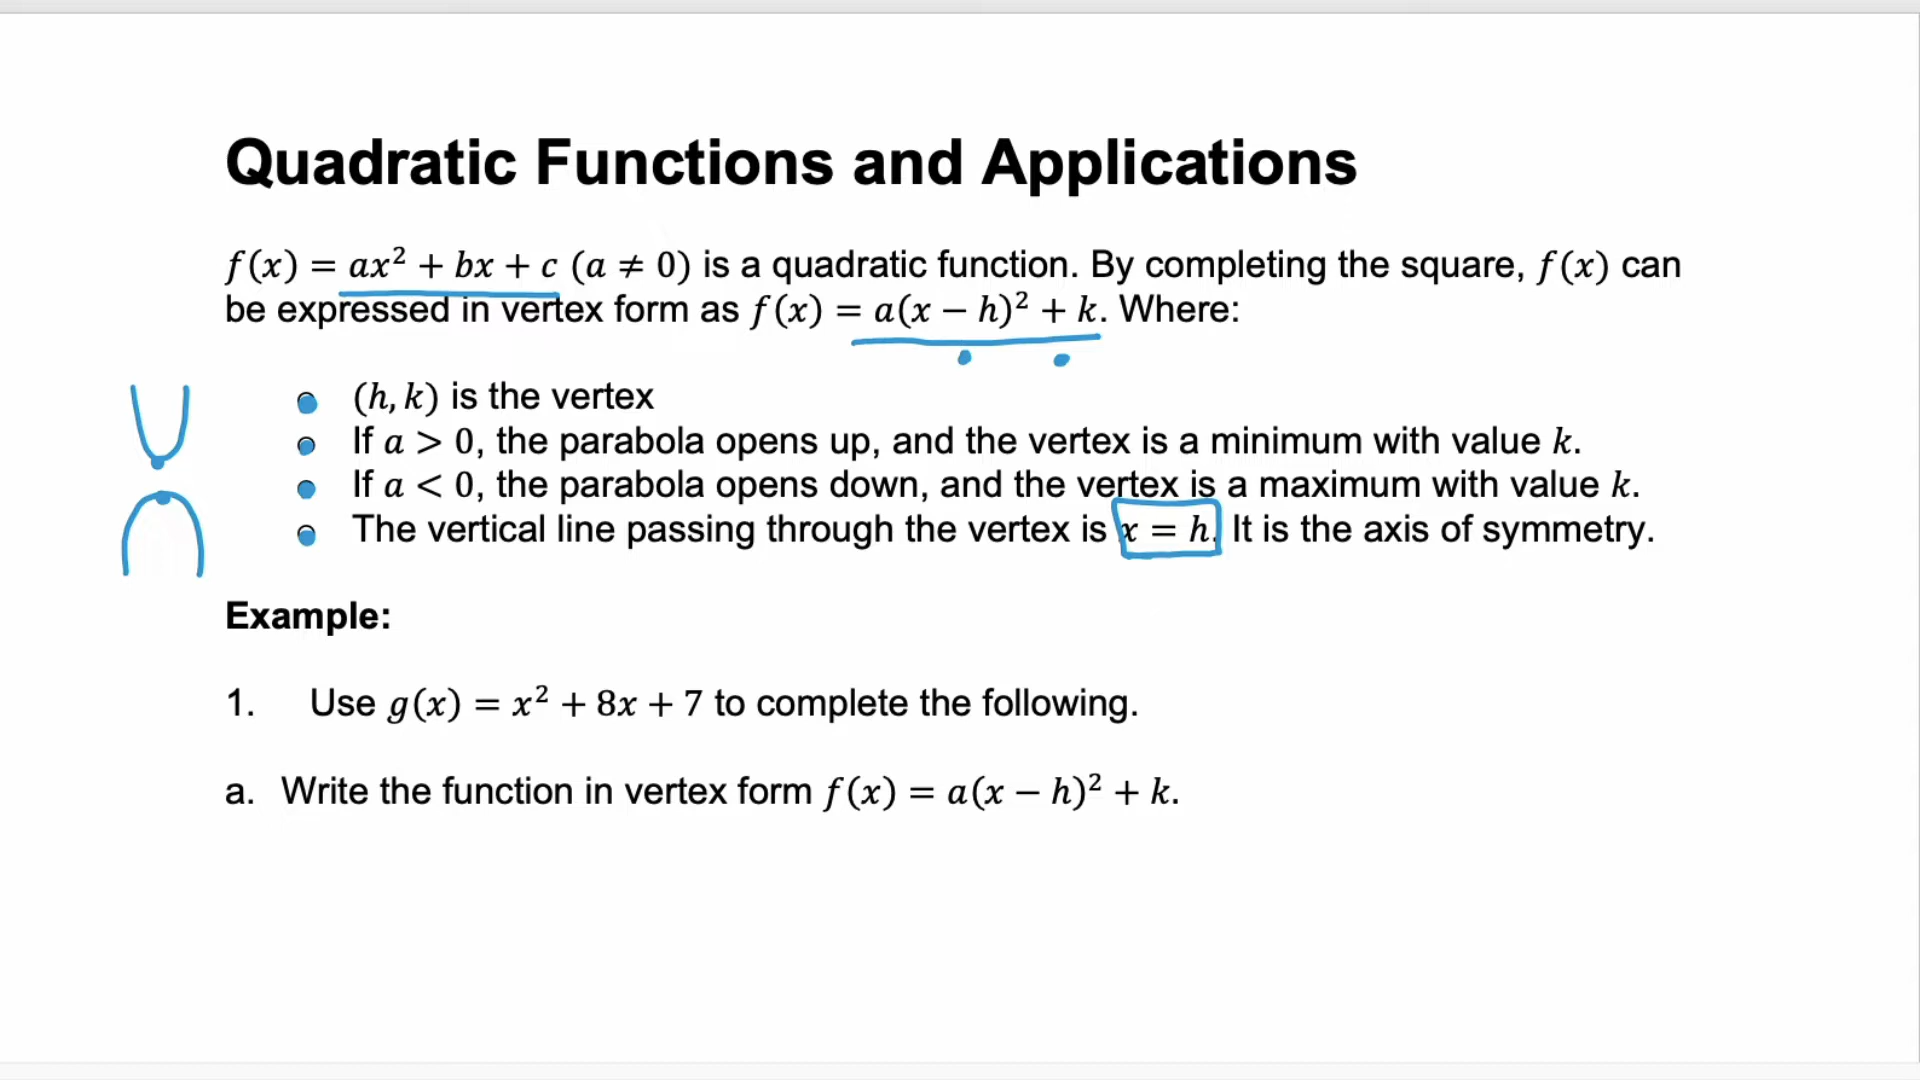 Quadratic Functions and Applications
f(x) = ax² + bx + c (a ≠ 0) is a quadratic function. By completing the square, f(x) can
be expressed in vertex form as f(x) = a(x − h)² + k. Where:
• (h, k) is the vertex
• If a > 0, the parabola opens up, and the vertex is a minimum with value k.
• If a < 0, the parabola opens down, and the vertex is a maximum with value k.
• The vertical line passing through the vertex is x = h. It is the axis of symmetry.
Example:
1. Use g(x) = x² + 8x + 7 to complete the following.
a. Write the function in vertex form f(x) = a(x − h)² + k.